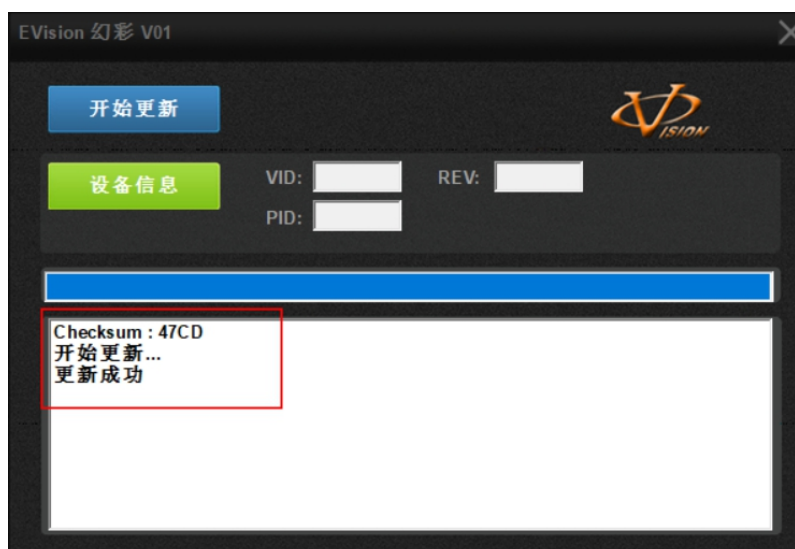 EVision 幻彩 V01
开始更新
VISION
设备信息
VID:
REV:
PID:
Checksum : 47CD
开始更新...
更新成功